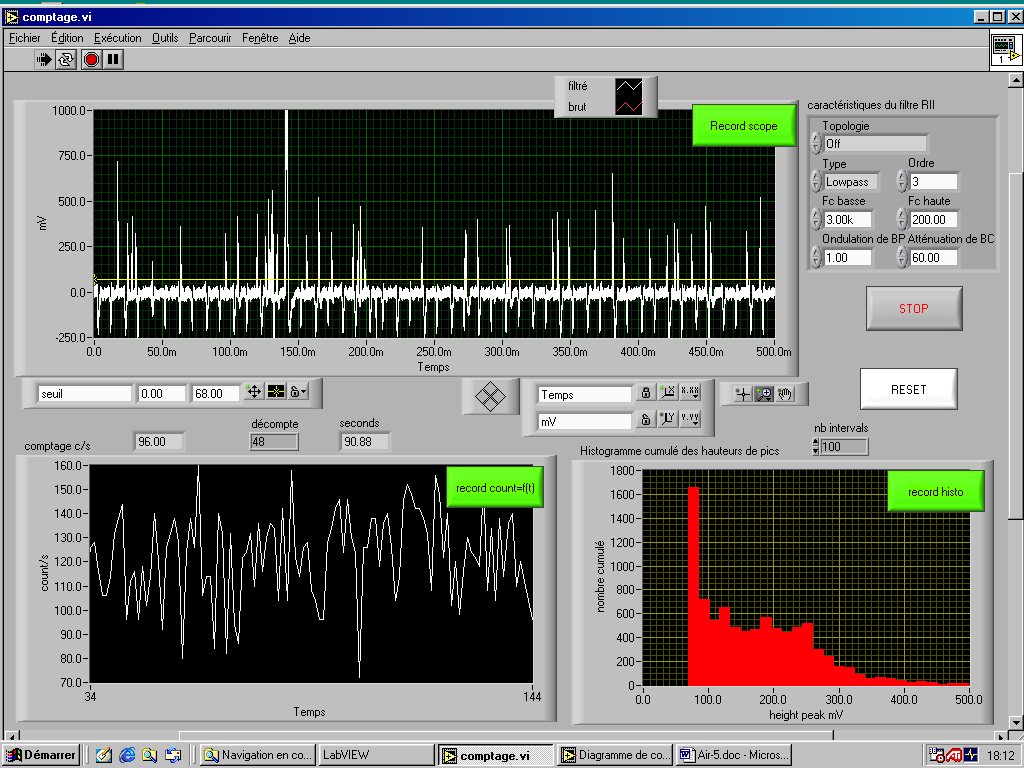 comptage.vi
Fichier Édition Exécution Outils Parcourir Fenêtre Aide
1
filtré
brut
Record scope
1000.0
750.0
500.0
250.0
0.0
-250.0
mV
0.0 50.0m 100.0m 150.0m 200.0m 250.0m 300.0m 350.0m 400.0m 450.0m 500.0m
Temps
caractéristiques du filtre RII
Topologie
Off
Type Ordre
Lowpass 3
Fc basse Fc haute
3.00k 200.00
Ondulation de BP Atténuation de BC
1.00 60.00
STOP
RESET
seuil 0.00 68.00
Temps X.XX
mV Y.YY
comptage c/s 96.00
décompte
48
seconds
90.88
160.0
150.0
140.0
130.0
120.0
110.0
100.0
90.0
80.0
70.0
count/s
34 144
Temps
record count=f(t)
nb intervals
100
Histogramme cumulé des hauteurs de pics
1800
1600
1400
1200
1000
800
600
400
200
0
nombre cumulé
0.0 100.0 200.0 300.0 400.0 500.0
height peak mV
record histo
Démarrer Navigation en co... LabVIEW comptage.vi Diagramme de co... Air-5.doc - Micros... 18:12